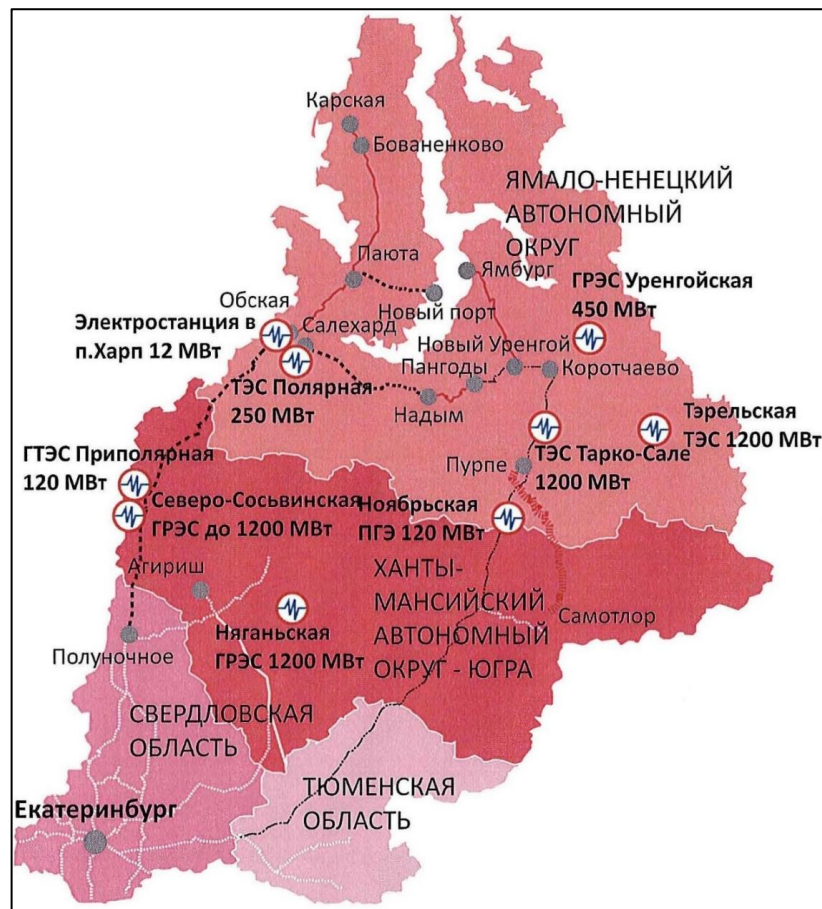 Карская
Бованенково
ЯМАЛО-НЕНЕЦКИЙ
АВТОНОМНЫЙ
ОКРУГ
Паюта
Ямбург
ГРЭС Уренгойская
450 МВт
Обская
Новый порт
Электростанция в
п.Харп 12 МВт
Салехард
Новый Уренгой
Пангоды
Коротчаево
ТЭС Полярная
250 МВт
Надым
Тэрельская
ТЭС 1200 МВт
ГТЭС Приполярная
120 МВт
Пурпе
ТЭС Тарко-Сале
1200 МВт
Северо-Сосьвинская
ГРЭС до 1200 МВт
Ноябрьская
ПГЭ 120 МВт
Агириш
ХАНТЫ-
МАНСИЙСКИЙ
АВТОНОМНЫЙ
ОКРУГ - ЮГРА
Самотлор
Няганьская
ГРЭС 1200 МВт
Полуночное
СВЕРДЛОВСКАЯ
ОБЛАСТЬ
ТЮМЕНСКАЯ
ОБЛАСТЬ
Екатеринбург